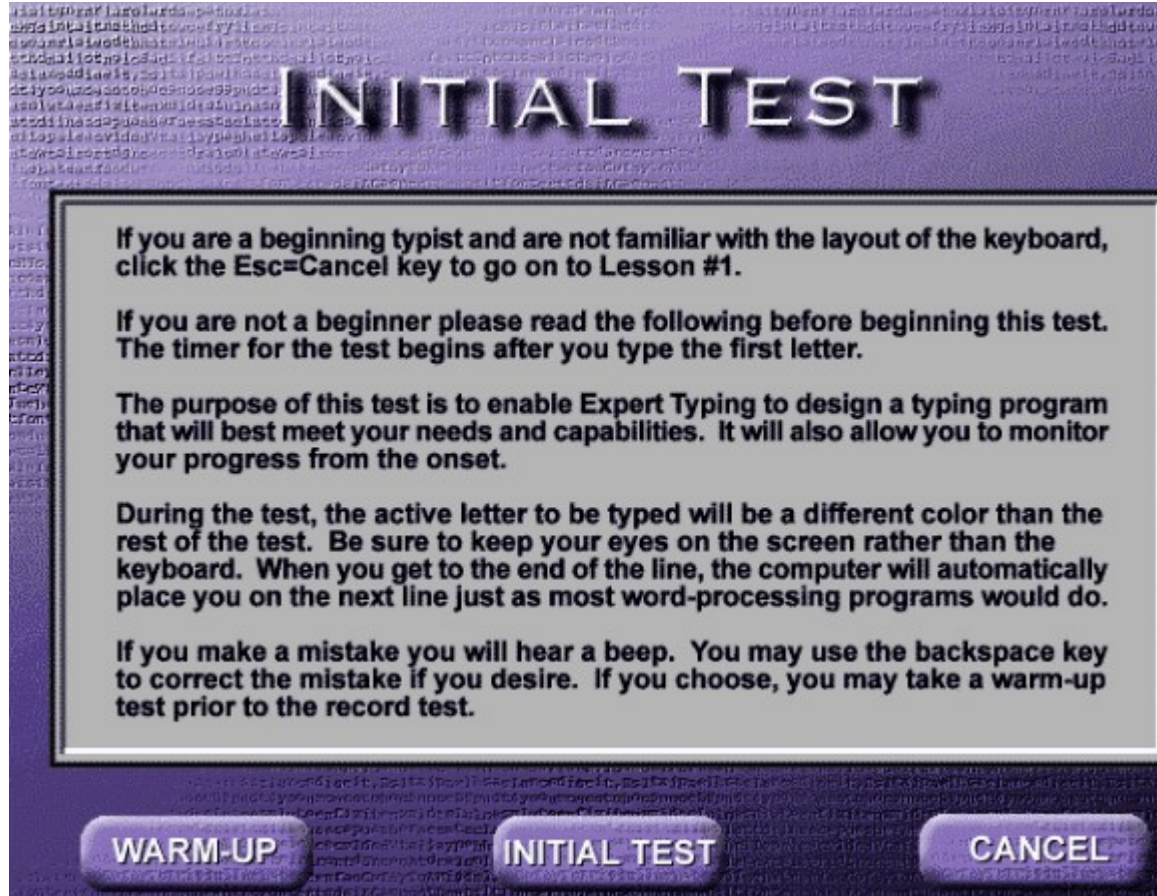 INITIAL TEST
If you are a beginning typist and are not familiar with the layout of the keyboard,
click the Esc=Cancel key to go on to Lesson #1.
If you are not a beginner please read the following before beginning this test.
The timer for the test begins after you type the first letter.
The purpose of this test is to enable Expert Typing to design a typing program
that will best meet your needs and capabilities.  It will also allow you to monitor
your progress from the onset.
During the test, the active letter to be typed will be a different color than the
rest of the test.  Be sure to keep your eyes on the screen rather than the
keyboard.  When you get to the end of the line, the computer will automatically
place you on the next line just as most word-processing programs would do.
If you make a mistake you will hear a beep.  You may use the backspace key
to correct the mistake if you desire.  If you choose, you may take a warm-up
test prior to the record test.
WARM-UP
INITIAL TEST
CANCEL